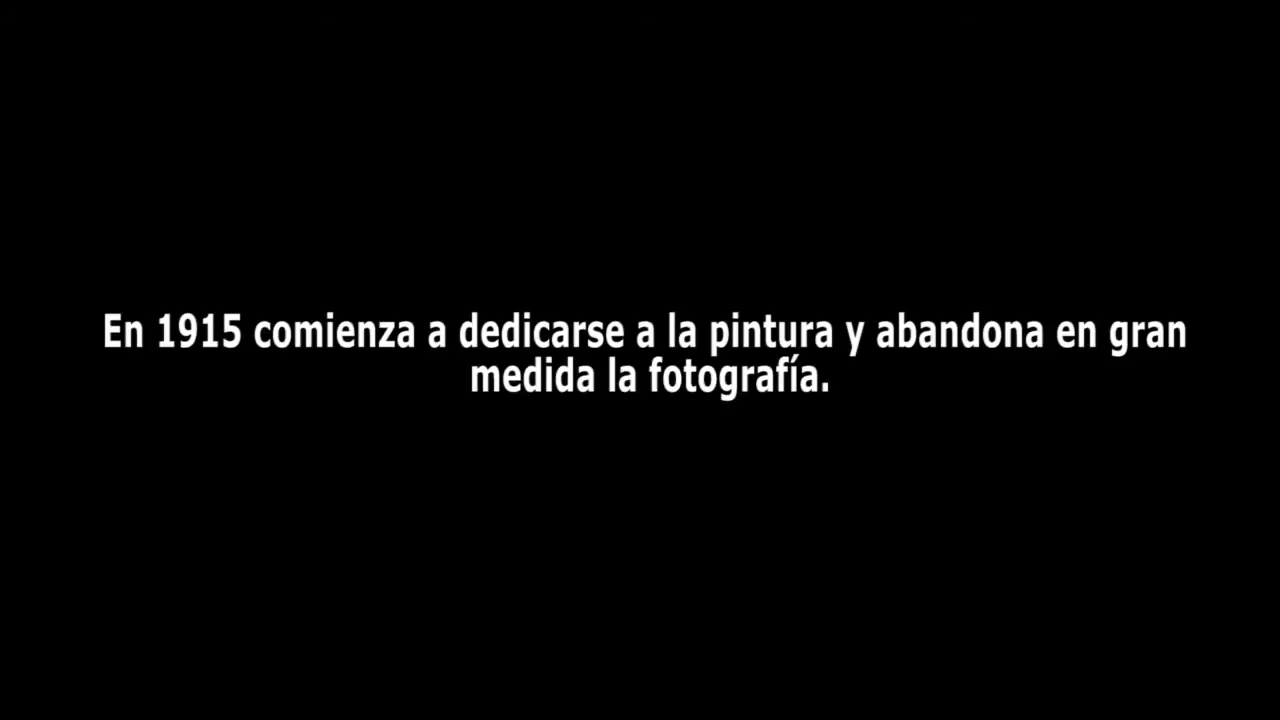 En 1915 comienza a dedicarse a la pintura y abandona en gran
medida la fotografía.